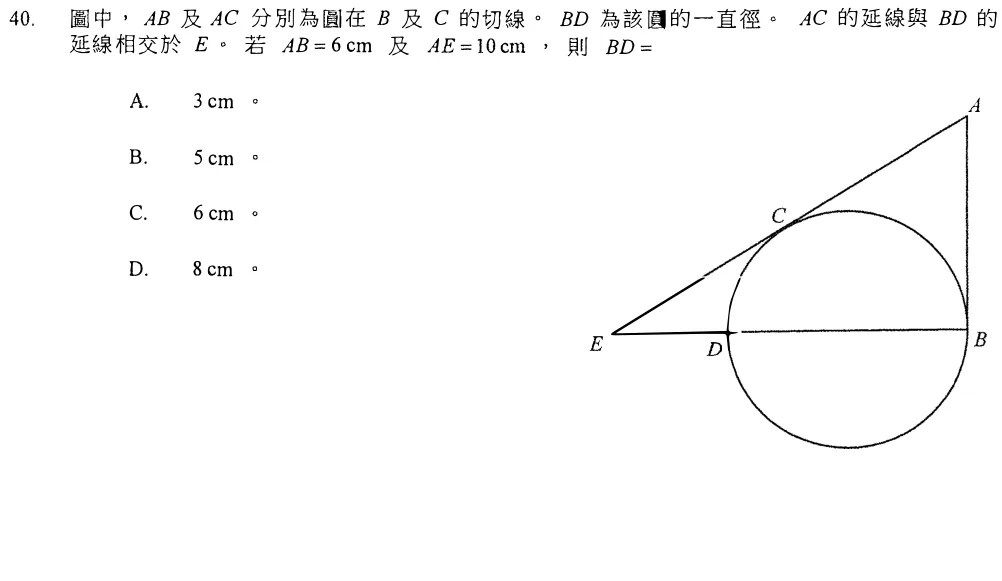 40. 圖中，AB 及 AC 分別為圓在 B 及 C 的切線。 BD 為該圓的一直徑。 AC 的延線與 BD 的
延線相交於 E 。若 AB = 6 cm 及 AE = 10 cm ，則 BD =
A. 3 cm 。
B. 5 cm 。
C. 6 cm 。
D. 8 cm 。
A
C
E
D
B